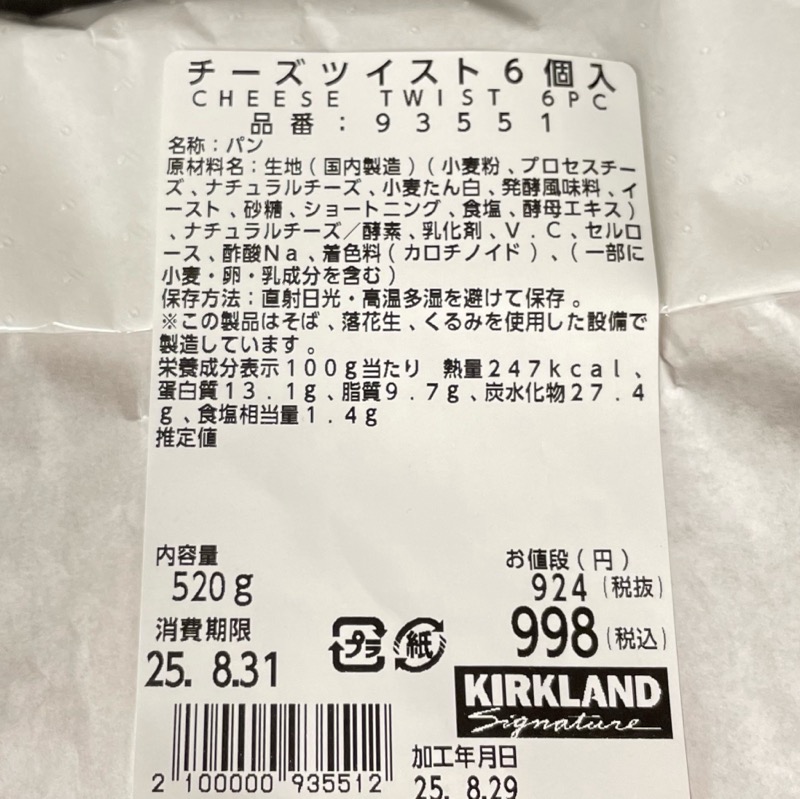 チーズツイスト6個入
CHEESE TWIST 6PC
品番:93551
名称:パン
原材料名:生地(国内製造)(小麦粉、プロセスチー
ズ、ナチュラルチーズ、小麦たん白、発酵風味料、イ
ースト、砂糖、ショートニング、食塩、酵母エキス)
、ナチュラルチーズ/酵素、乳化剤、V.C、セルロ
ース、酢酸Na、着色料(カロチノイド)、(一部に
小麦・卵・乳成分を含む)
保存方法:直射日光・高温多湿を避けて保存。
※この製品はそば、落花生、くるみを使用した設備で
製造しています。
栄養成分表示100g当たり 熱量247kcal、
蛋白質13.1g、脂質9.7g、炭水化物27.4
g、食塩相当量1.4g
推定値
内容量
520g
お値段(円)
924(税抜)
998(税込)
消費期限
25. 8.31
プラ
紙
KIRKLAND
Signature
2 100000 935512
加工年月日
25. 8.29